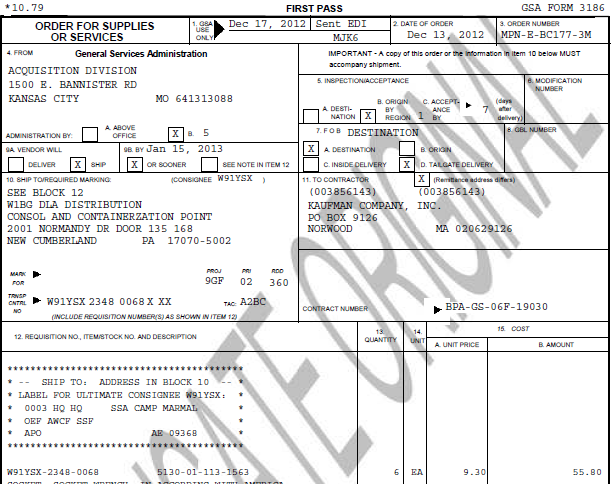 *10.79 FIRST PASS GSA FORM 3186
ORDER FOR SUPPLIES OR SERVICES
1. GSA USE ONLY Dec 17, 2012 Sent EDI
MJK6
2. DATE OF ORDER
Dec 13, 2012
3. ORDER NUMBER
MPN-E-BC177-3M
4. FROM General Services Administration
ACQUISITION DIVISION
1500 E. BANNISTER RD
KANSAS CITY MO 641313088
IMPORTANT - A copy of this order or the information in item 10 below MUST
accompany shipment.
5. INSPECTION/ACCEPTANCE
A. DESTI-NATION
X B. ORIGIN BY REGION 1
C. ACCEPT-ANCE BY 7 (days after delivery)
6. MODIFICATION NUMBER
ADMINISTRATION BY: A. ABOVE OFFICE X B. 5
7. F O B DESTINATION
X A. DESTINATION B. ORIGIN
C. INSIDE DELIVERY X D. TAILGATE DELIVERY
8. GBL NUMBER
9A. VENDOR WILL
DELIVER X SHIP
9B. BY Jan 15, 2013
X OR SOONER SEE NOTE IN ITEM 12
10. SHIP TO/REQUIRED MARKING: (CONSIGNEE W91YSX )
SEE BLOCK 12
W1BG DLA DISTRIBUTION
CONSOL AND CONTAINERIZATION POINT
2001 NORMANDY DR DOOR 135 168
NEW CUMBERLAND PA 17070-5002
11. TO CONTRACTOR X (Remittance address differs)
(003856143) (003856143)
KAUFMAN COMPANY, INC.
PO BOX 9126
NORWOOD MA 020629126
MARK FOR
PROJ PRI RDD
9GF 02 360
TRNSP CNTRL NO W91YSX 2348 0068 X XX TAC: A2BC
(INCLUDE REQUISITION NUMBER(S) AS SHOWN IN ITEM 12)
CONTRACT NUMBER BPA-GS-06F-19030
12. REQUISITION NO., ITEM/STOCK NO. AND DESCRIPTION
13. QUANTITY
14. UNIT
15. COST
A. UNIT PRICE B. AMOUNT
****************************************
* -- SHIP TO: ADDRESS IN BLOCK 10 -- *
* LABEL FOR ULTIMATE CONSIGNEE W91YSX: *
* 0003 HQ HQ SSA CAMP MARMAL *
* OEF AWCF SSF *
* APO AE 09368 *
****************************************
W91YSX-2348-0068 5130-01-113-1563 6 EA 9.30 55.80
SOCKET, SOCKET WRENCH, IN ACCORDING WITH AMERICA